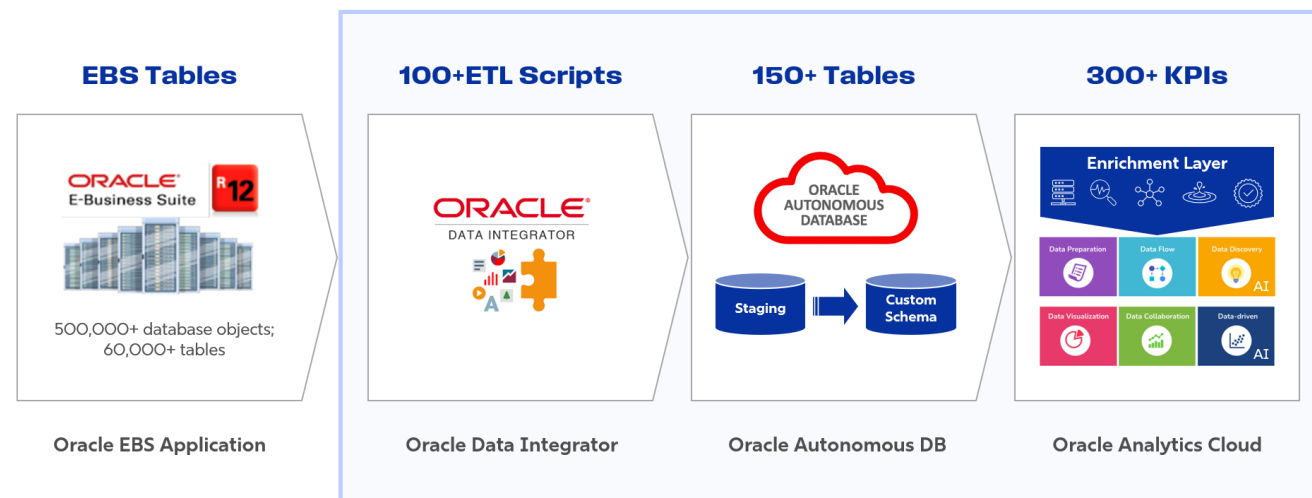 EBS Tables
100+ETL Scripts
150+ Tables
300+ KPIs
ORACLE
E-Business Suite
R12
500,000+ database objects;
60,000+ tables
Oracle EBS Application
ORACLE
DATA INTEGRATOR
A
Oracle Data Integrator
ORACLE
AUTONOMOUS
DATABASE
Staging
Custom
Schema
Oracle Autonomous DB
Enrichment Layer
Data Preparation
Data Flow
Data Discovery
AI
Data Visualization
Data Collaboration
Data-driven
AI
Oracle Analytics Cloud